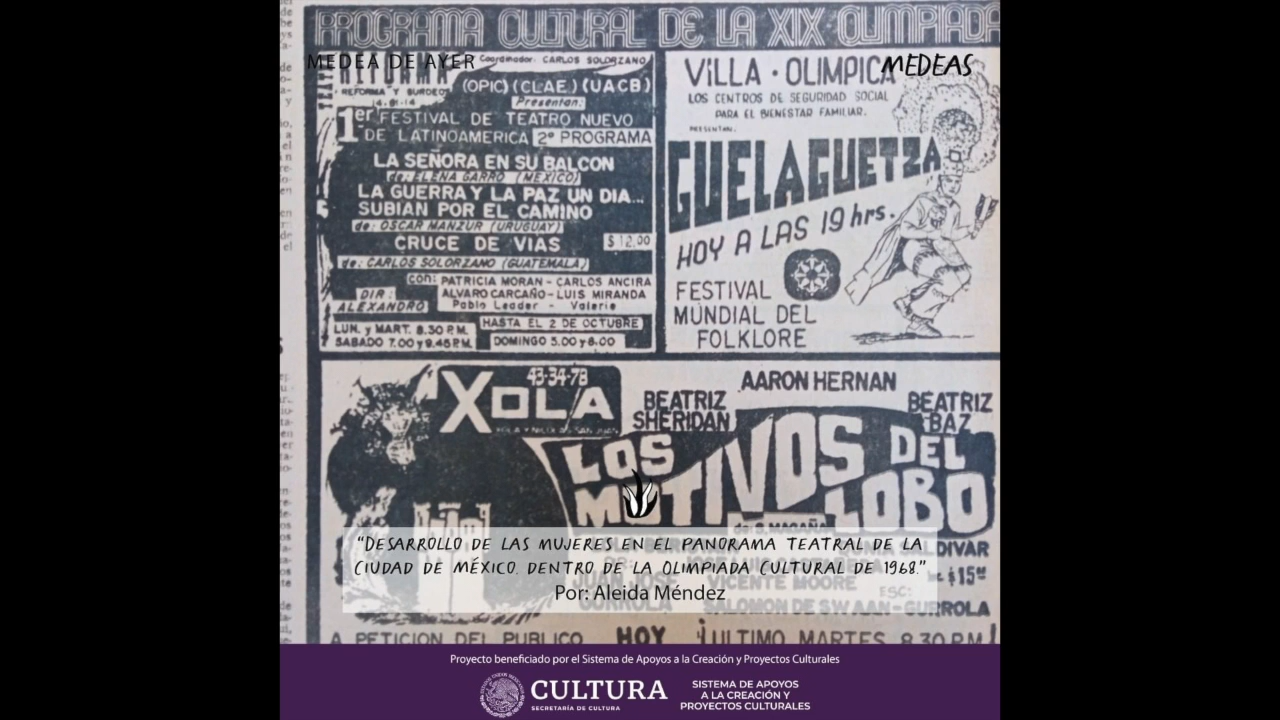 PROGRAMA CULTURAL DE LA XIX OLIMPIADA
MEDEA DE AYER
MEDEAS
REFORMA
Coordinador: CARLOS SOLORZANO
REFORMA Y BURDEOS
(OPIC) (CLAE) (UACB)
Presentan:
1er FESTIVAL DE TEATRO NUEVO
DE LATINOAMERICA 2º PROGRAMA
LA SEÑORA EN SU BALCON
de: ELENA GARRO (MEXICO)
LA GUERRA Y LA PAZ UN DIA...
SUBIAN POR EL CAMINO
de: OSCAR MANZUR (URUGUAY)
CRUCE DE VIAS $12.00
de: CARLOS SOLORZANO (GUATEMALA)
con: PATRICIA MORAN - CARLOS ANCIRA
DIR: ALVARO CARCAÑO - LUIS MIRANDA
ALEXANDRO Pablo Leader - Valerie
LUN. y MART. 8.30 P.M. HASTA EL 2 DE OCTUBRE
SABADO 7.00 y 9.45 P.M. DOMINGO 5.00 y 8.00
VILLA · OLIMPICA
LOS CENTROS DE SEGURIDAD SOCIAL
PARA EL BIENESTAR FAMILIAR.
PRESENTAN.
GUELAGUETZA
HOY A LAS 19 hrs.
FESTIVAL
MUNDIAL DEL
FOLKLORE
43-34-78
XOLA
AARON HERNAN
BEATRIZ
SHERIDAN
BEATRIZ
BAZ
LOS
MOTIVOS DEL
LOBO
de: S. MAGAÑA
DIVAR
$15
JUAN JOSE VICENTE MOORE ESC:
GURROLA SALOMON DE SWAAN-GURROLA
"DESARROLLO DE LAS MUJERES EN EL PANORAMA TEATRAL DE LA
CIUDAD DE MÉXICO. DENTRO DE LA OLIMPIADA CULTURAL DE 1968."
Por: Aleida Méndez
A PETICION DEL PUBLICO HOY ¡ULTIMO MARTES 8.30 P.M.!
Proyecto beneficiado por el Sistema de Apoyos a la Creación y Proyectos Culturales
CULTURA
SECRETARÍA DE CULTURA
SISTEMA DE APOYOS
A LA CREACIÓN Y
PROYECTOS CULTURALES